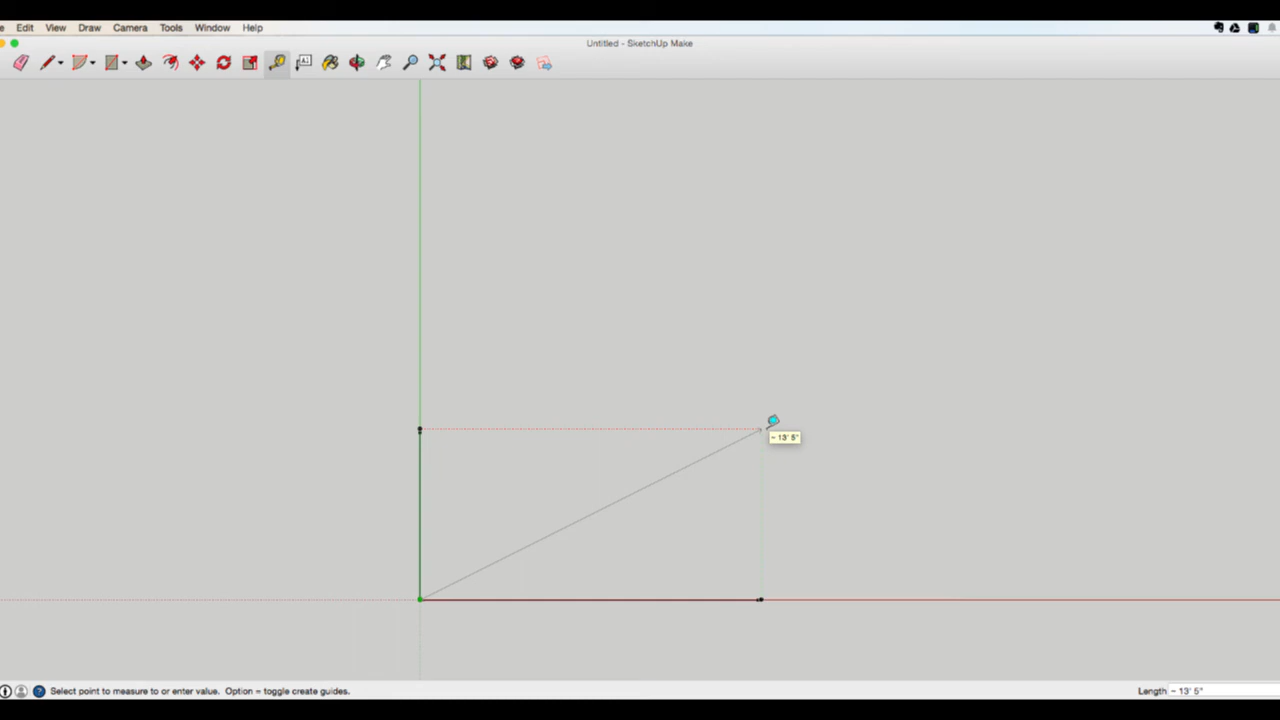 e Edit View Draw Camera Tools Window Help
Untitled - SketchUp Make
A1
~ 13' 5"
Select point to measure to or enter value. Option = toggle create guides.
Length ~ 13' 5"